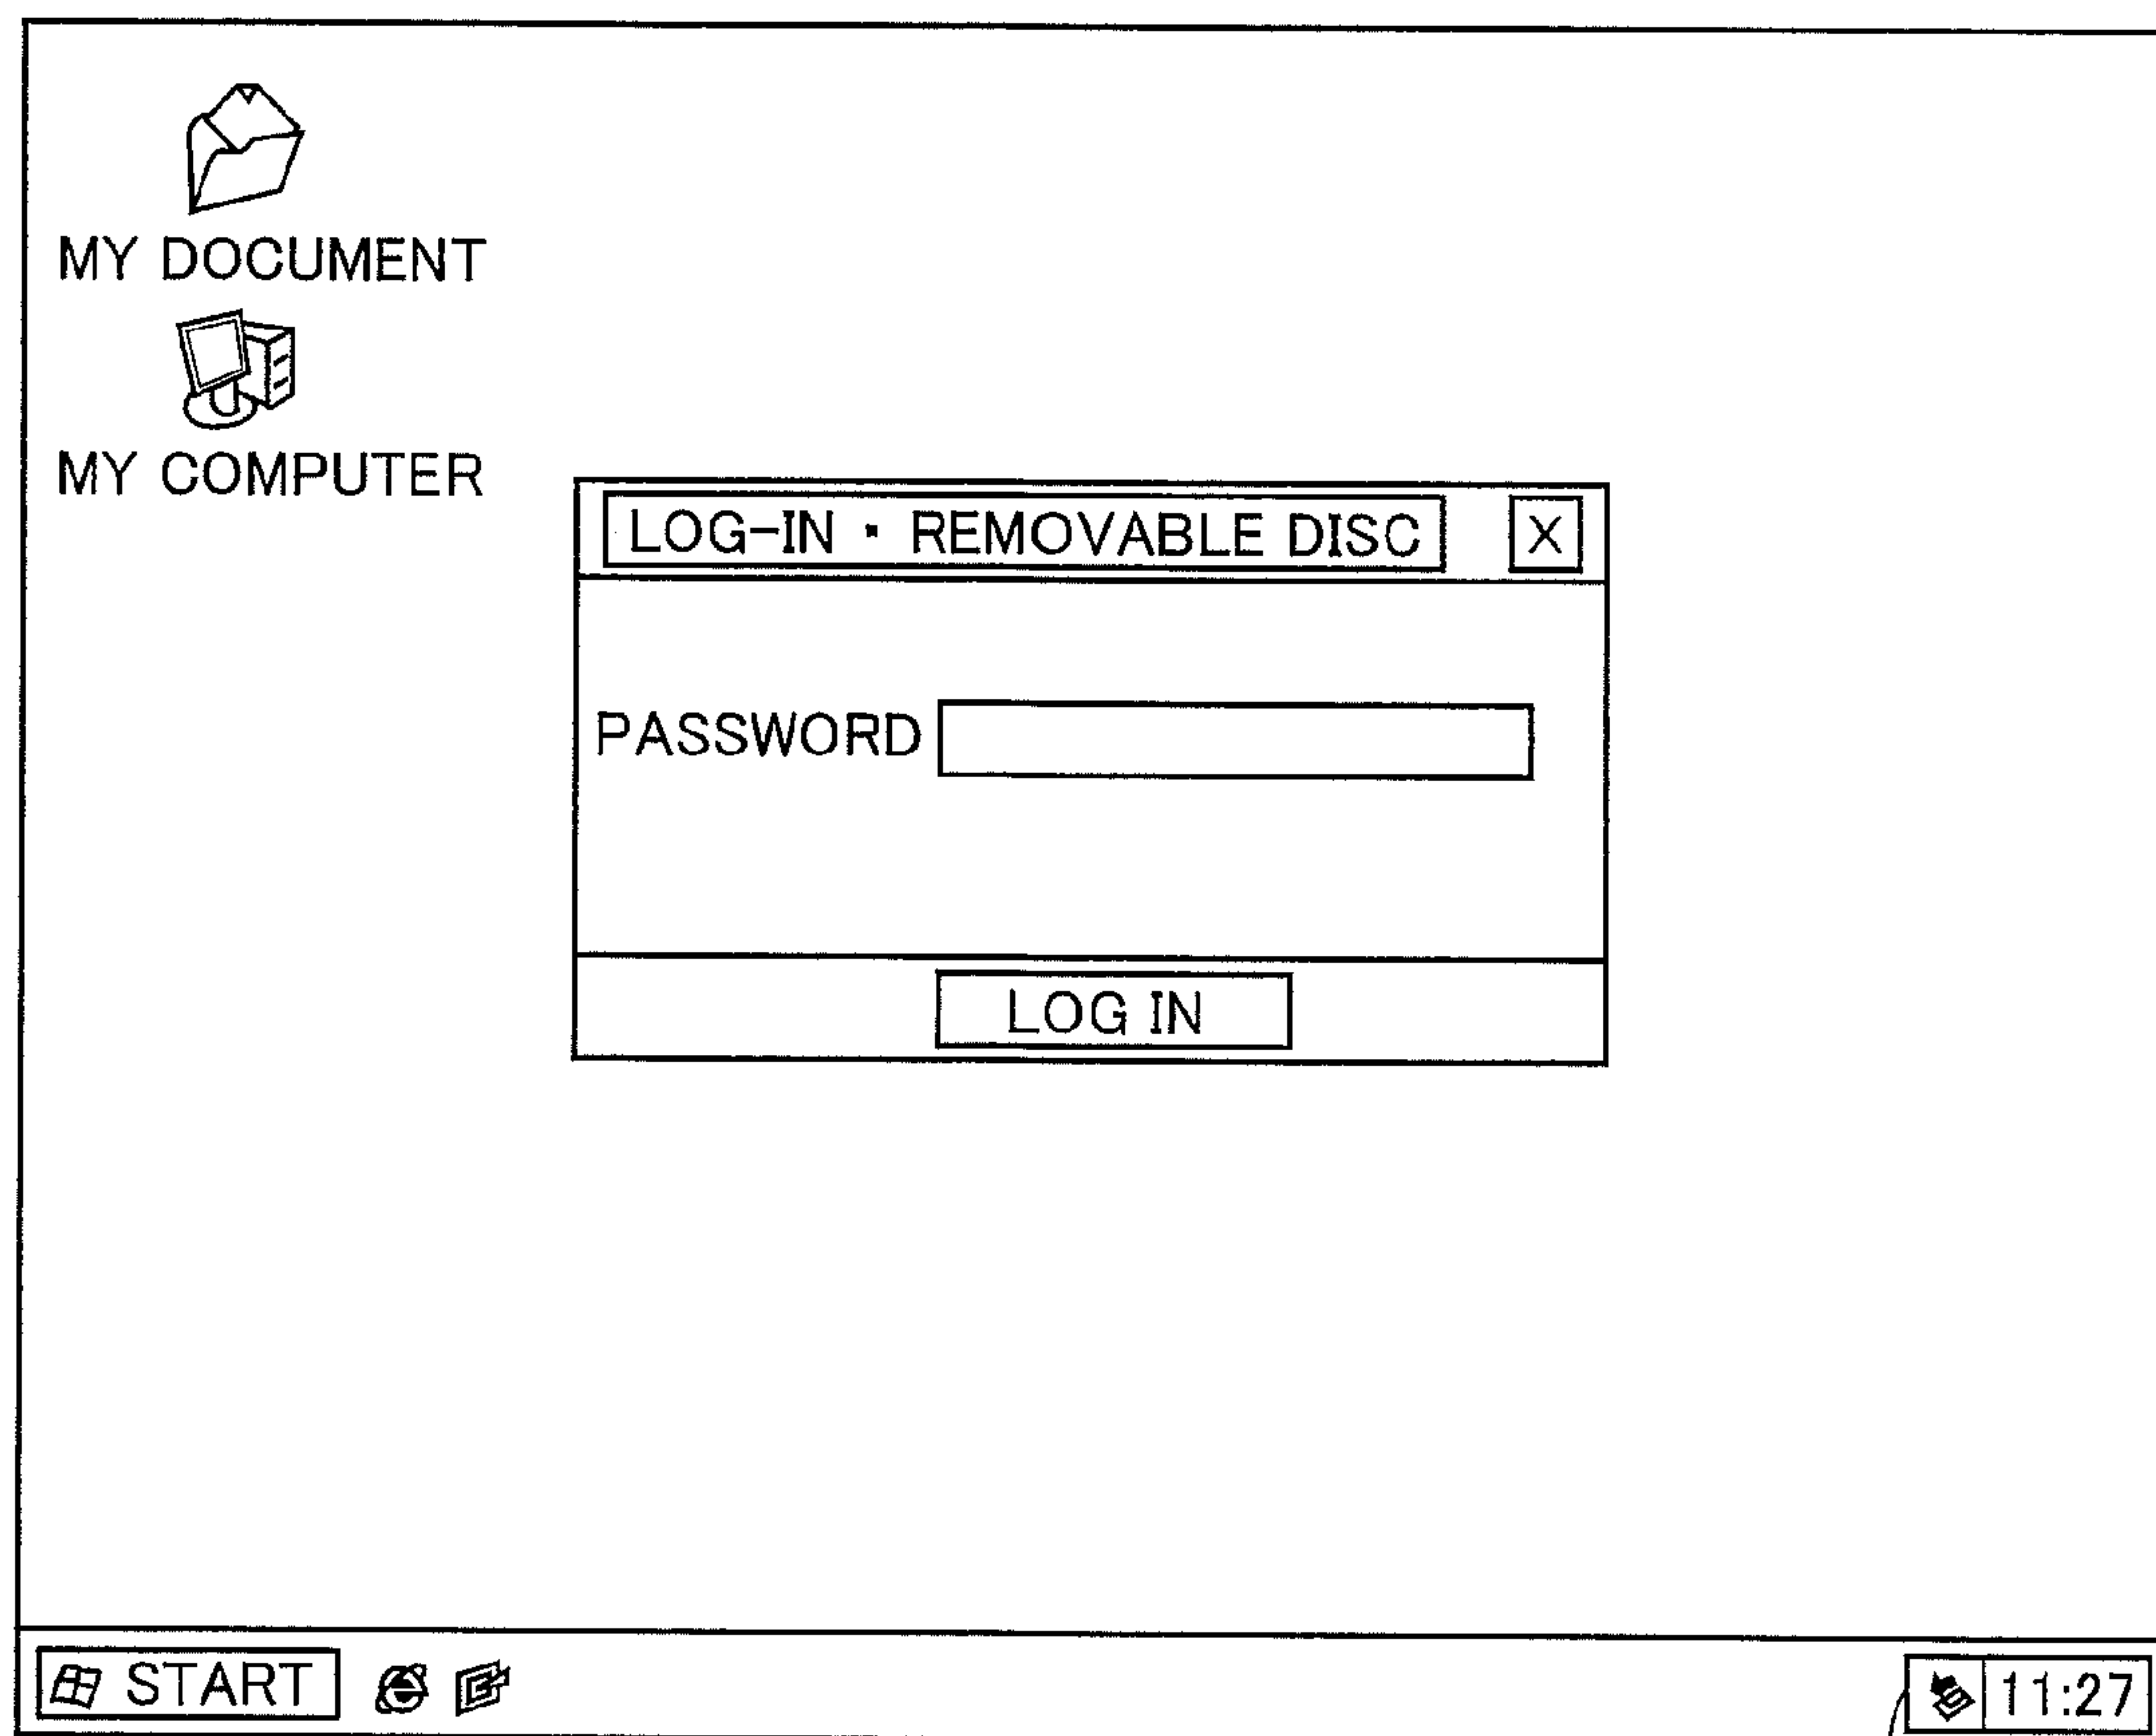 MY DOCUMENT
MY COMPUTER
LOG-IN・REMOVABLE DISC X
PASSWORD
LOG IN
START 11:27